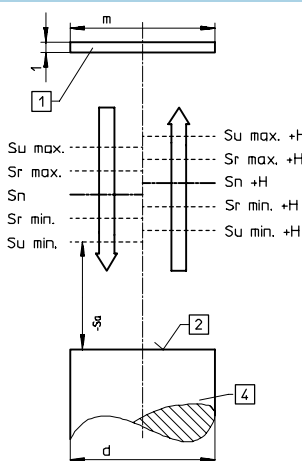 m
1
1
Su max.
Sr max.
Sn
Sr min.
Su min.
Su max. +H
Sr max. +H
Sn +H
Sr min. +H
Su min. +H
-Sa
2
4
d